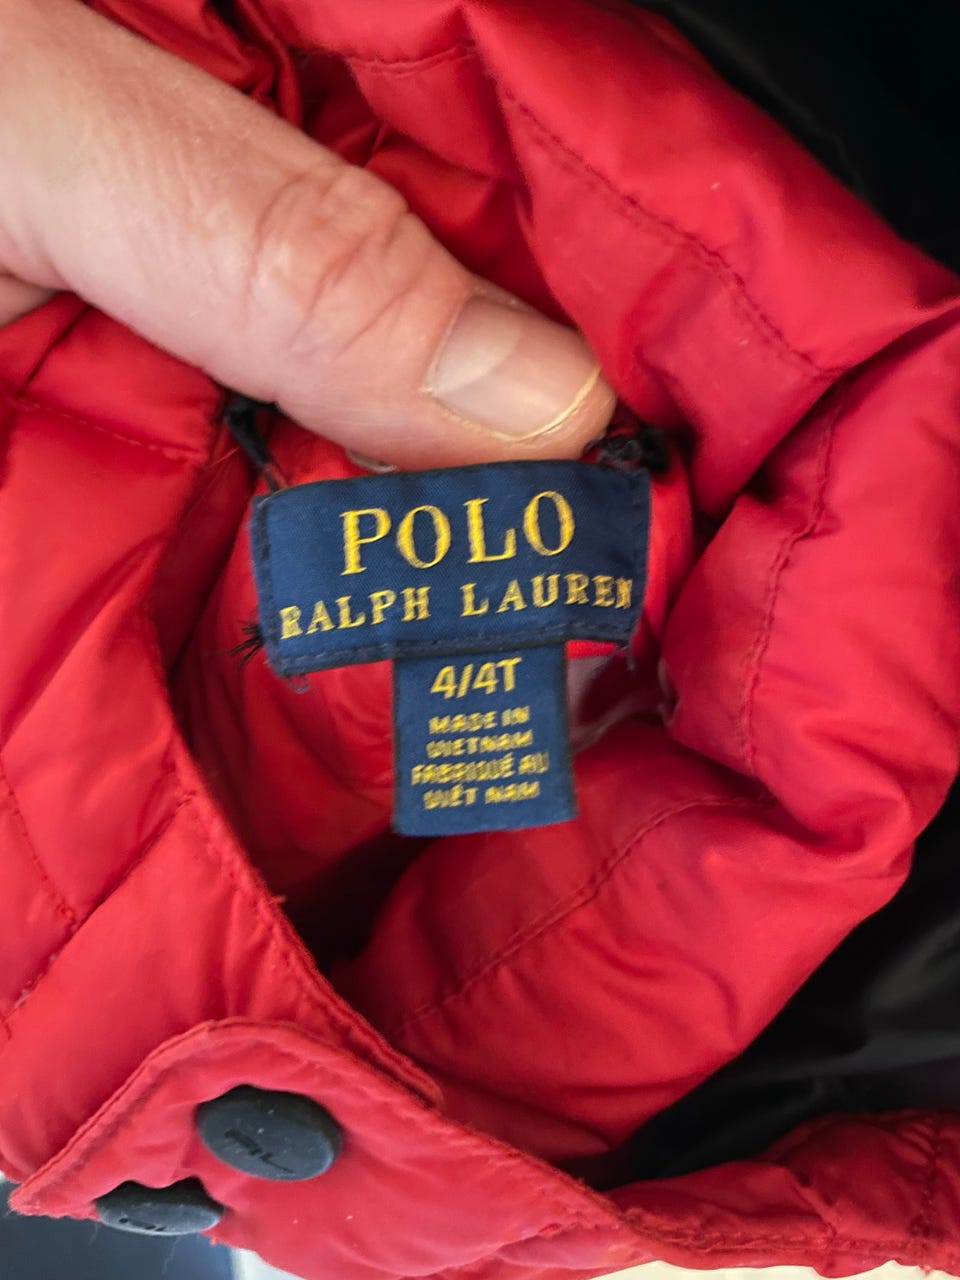 POLO
RALPH LAUREN
4/4T
MADE IN
VIETNAM
FABRIQUÉ AU
VIÊT NAM